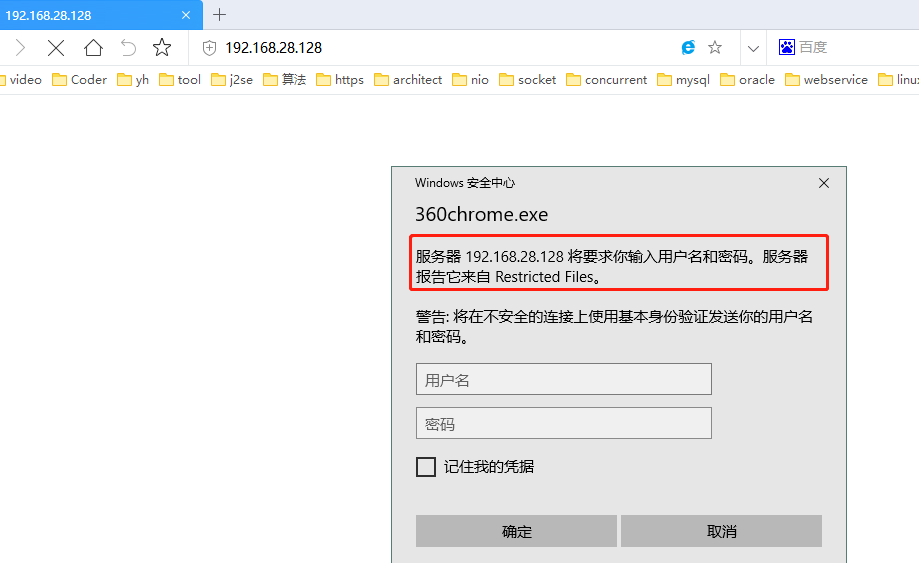 192.168.28.128
192.168.28.128
百度
video Coder yh tool j2se 算法 https architect nio socket concurrent mysql oracle webservice linux
Windows 安全中心
360chrome.exe
服务器 192.168.28.128 将要求你输入用户名和密码。服务器
报告它来自 Restricted Files。
警告: 将在不安全的连接上使用基本身份验证发送你的用户名
和密码。
用户名
密码
记住我的凭据
确定 取消